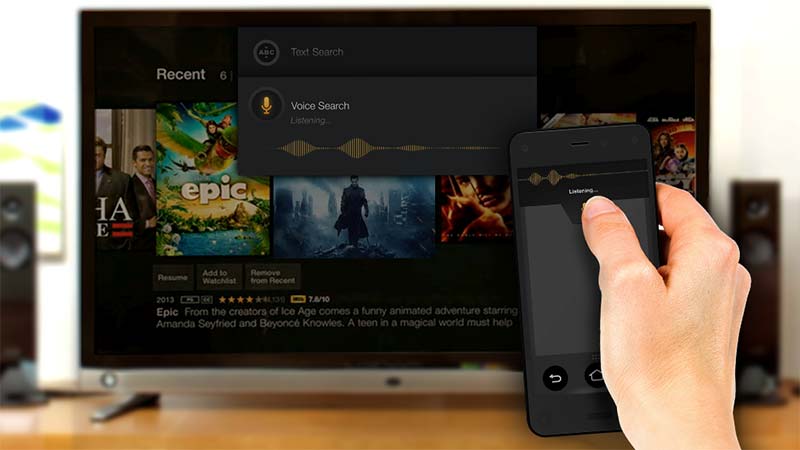 ABC
Text Search
Recent 6
Voice Search
Listening...
HA
E
epic
Listening...
Resume
Add to
Watchlist
Remove
from Recent
2013 PG CC IMDb 7.6/10
Epic From the creators of Ice Age comes a funny animated adventure starring
Amanda Seyfried and Beyoncé Knowles. A teen in a magical world must help